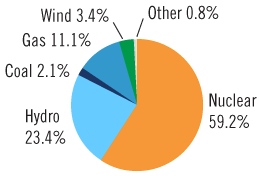 Wind 3.4%
Other 0.8%
Gas 11.1%
Coal 2.1%
Hydro
23.4%
Nuclear
59.2%